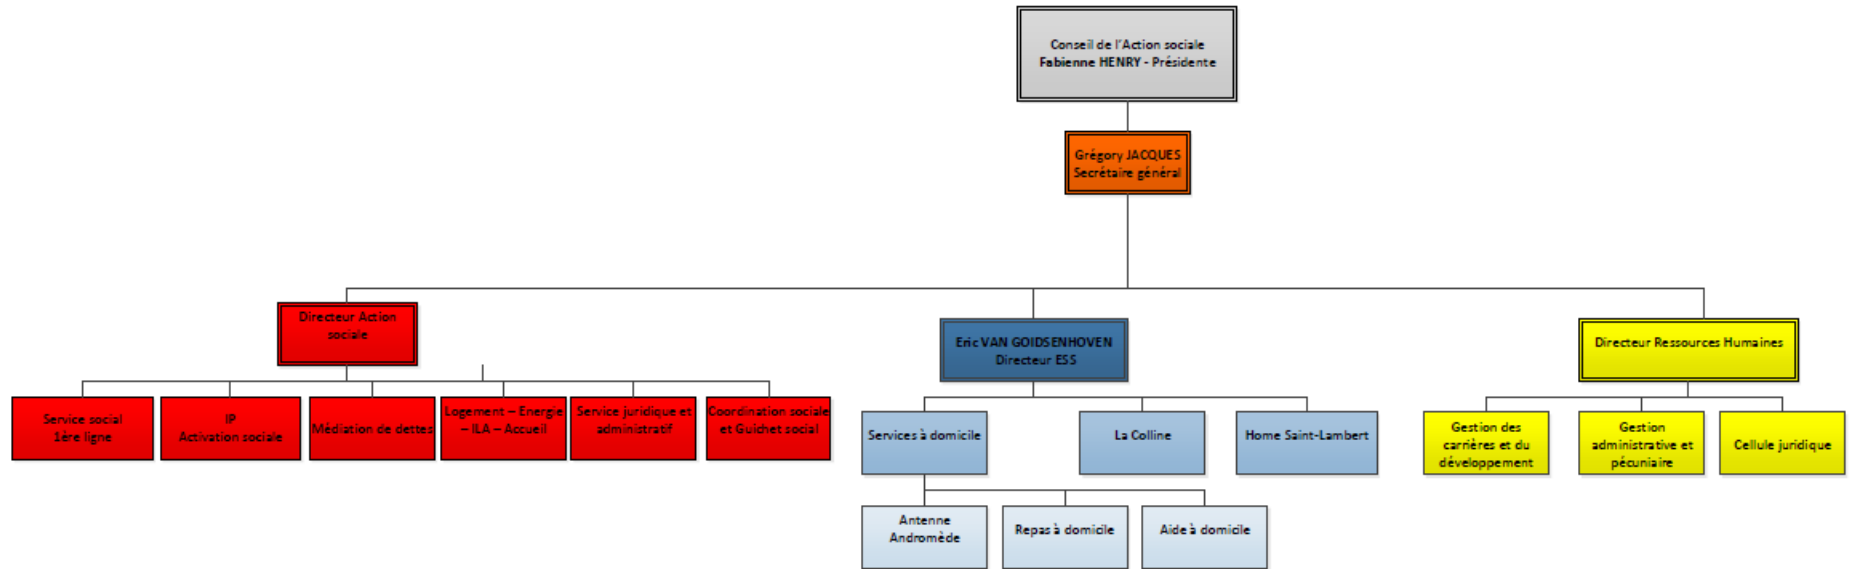 Conseil de l'Action sociale
Fabienne HENRY - Présidente
Grégory JACQUES
Secrétaire général
Directeur Action
sociale
Eric VAN GOIDSENHOVEN
Directeur ESS
Directeur Ressources Humaines
Service social
1ère ligne
IP
Activation sociale
Médiation de dettes
Logement – Energie
– ILA – Accueil
Service juridique et
administratif
Coordination sociale
et Guichet social
Services à domicile
La Colline
Home Saint-Lambert
Gestion des
carrières et du
développement
Gestion
administrative et
pécuniaire
Cellule juridique
Antenne
Andromède
Repas à domicile
Aide à domicile